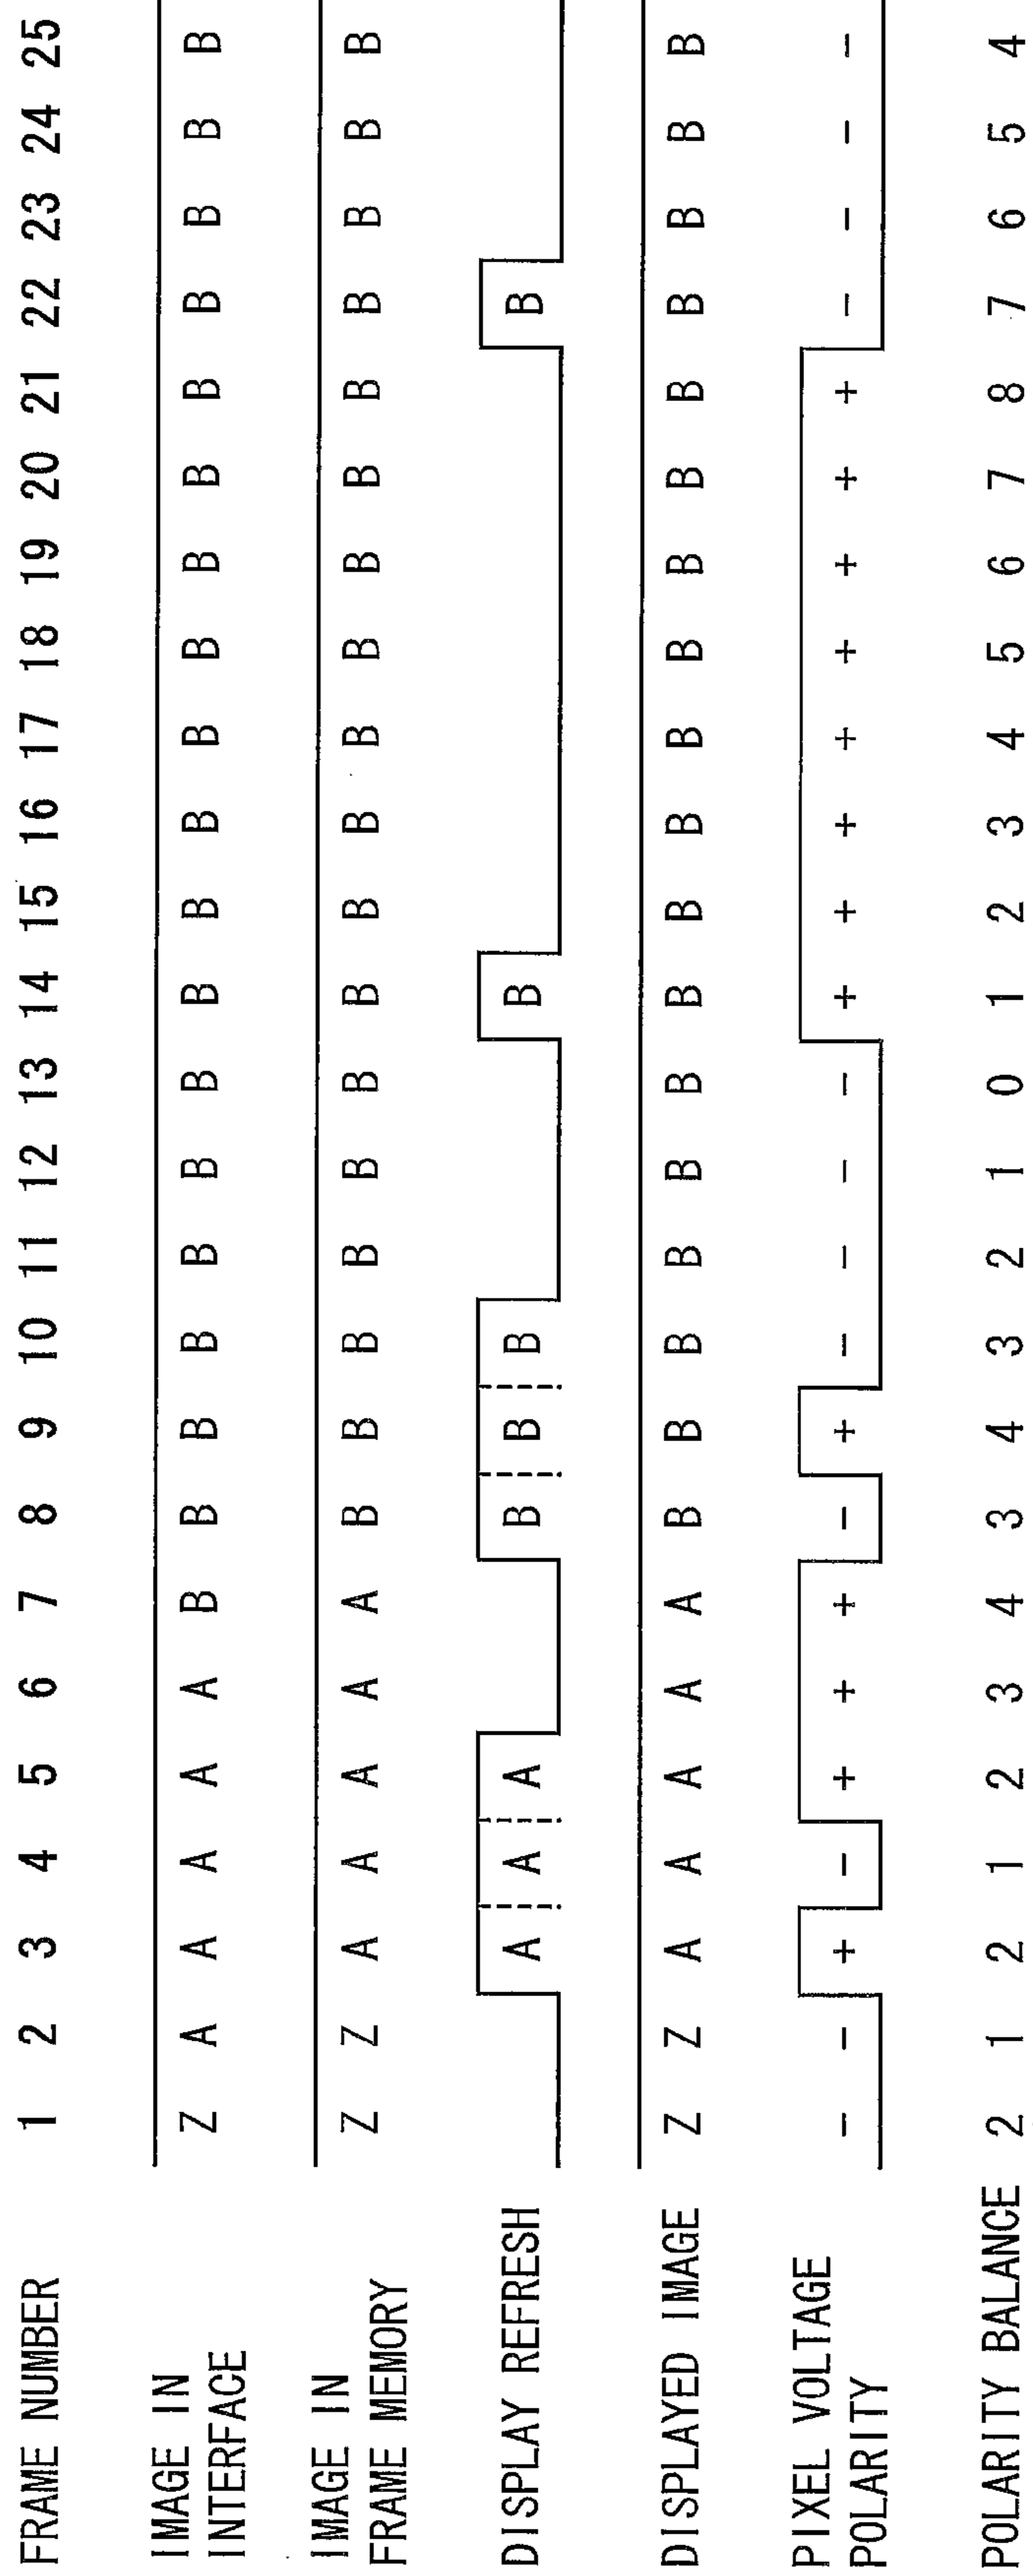 FRAME NUMBER 1 2 3 4 5 6 7 8 9 10 11 12 13 14 15 16 17 18 19 20 21 22 23 24 25
IMAGE IN
INTERFACE Z A A A A A B B B B B B B B B B B B B B B B B B B
IMAGE IN
FRAME MEMORY Z Z A A A A A B B B B B B B B B B B B B B B B B B
DISPLAY REFRESH A A A B B B B B
DISPLAYED IMAGE Z Z A A A A A B B B B B B B B B B B B B B B B B B
PIXEL VOLTAGE
POLARITY - - + - + + + - + - - - - + + + + + + + + - - - -
POLARITY BALANCE 2 1 2 1 2 3 4 3 4 3 2 1 0 1 2 3 4 5 6 7 8 7 6 5 4